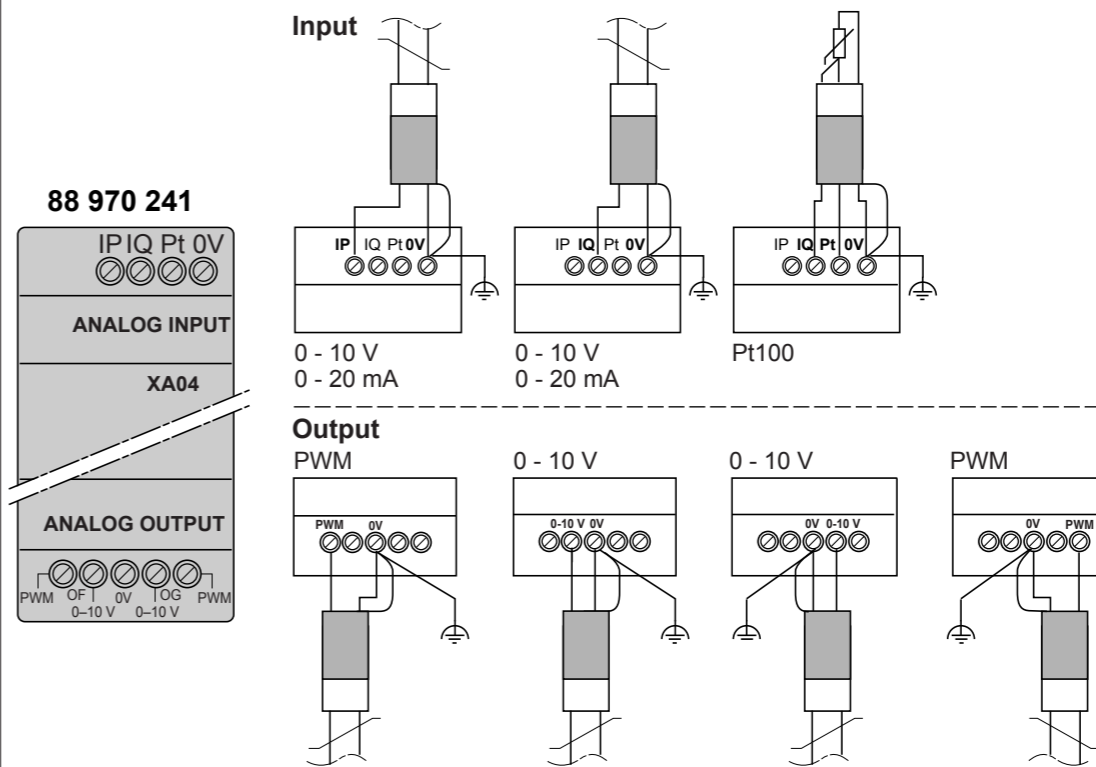 88 970 241
IP IQ Pt 0V
ANALOG INPUT
XA04
ANALOG OUTPUT
PWM OF 0V OG PWM
0–10 V 0–10 V
Input
IP IQ Pt 0V
0 - 10 V
0 - 20 mA
IP IQ Pt 0V
0 - 10 V
0 - 20 mA
IP IQ Pt 0V
Pt100
Output
PWM
PWM 0V
0 - 10 V
0-10 V 0V
0 - 10 V
0V 0-10 V
PWM
0V PWM